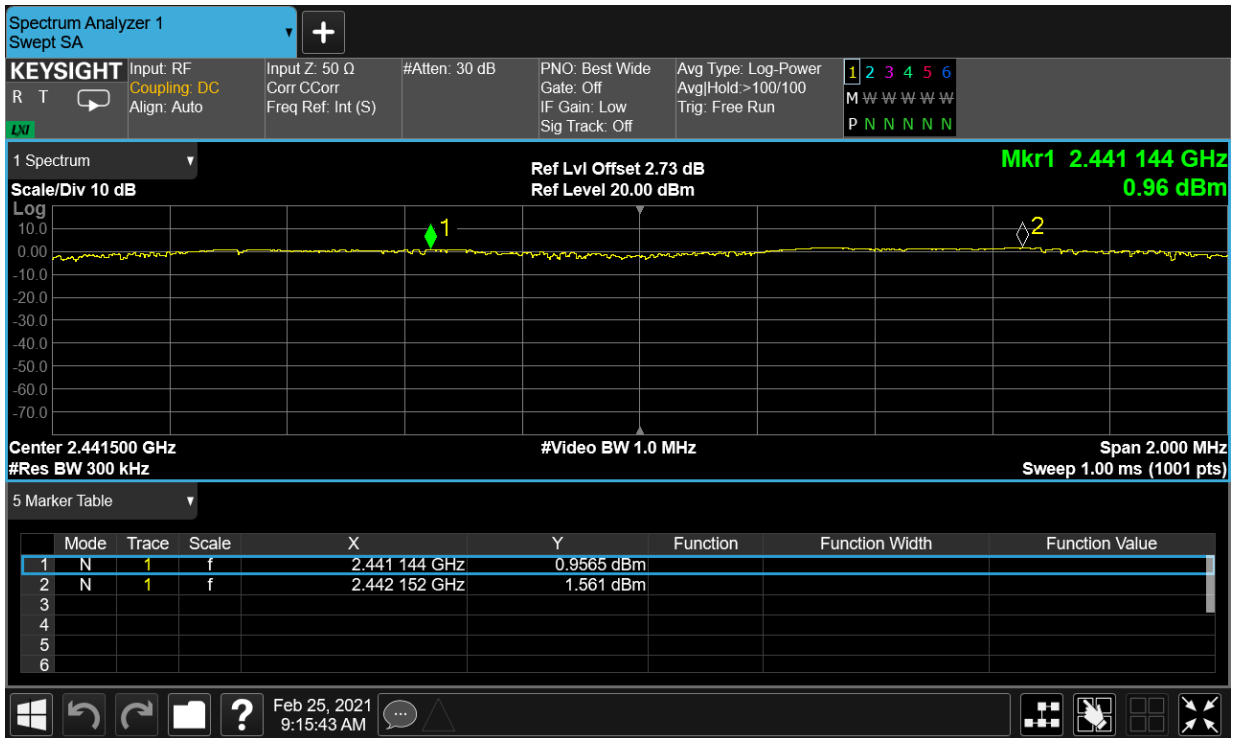 Spectrum Analyzer 1
Swept SA
KEYSIGHT
R T
LXI
Input: RF
Coupling: DC
Align: Auto
Input Z: 50 Ω
Corr CCorr
Freq Ref: Int (S)
#Atten: 30 dB
PNO: Best Wide
Gate: Off
IF Gain: Low
Sig Track: Off
Avg Type: Log-Power
Avg|Hold:>100/100
Trig: Free Run
1 2 3 4 5 6
M W W W W W
P N N N N N
1 Spectrum
Scale/Div 10 dB
Ref Lvl Offset 2.73 dB
Ref Level 20.00 dBm
Mkr1 2.441 144 GHz
0.96 dBm
Log
10.0
0.00
-10.0
-20.0
-30.0
-40.0
-50.0
-60.0
-70.0
1
2
Center 2.441500 GHz
#Res BW 300 kHz
#Video BW 1.0 MHz
Span 2.000 MHz
Sweep 1.00 ms (1001 pts)
5 Marker Table
Mode Trace Scale X Y Function Function Width Function Value
1 N 1 f 2.441 144 GHz 0.9565 dBm
2 N 1 f 2.442 152 GHz 1.561 dBm
3
4
5
6
?
Feb 25, 2021
9:15:43 AM